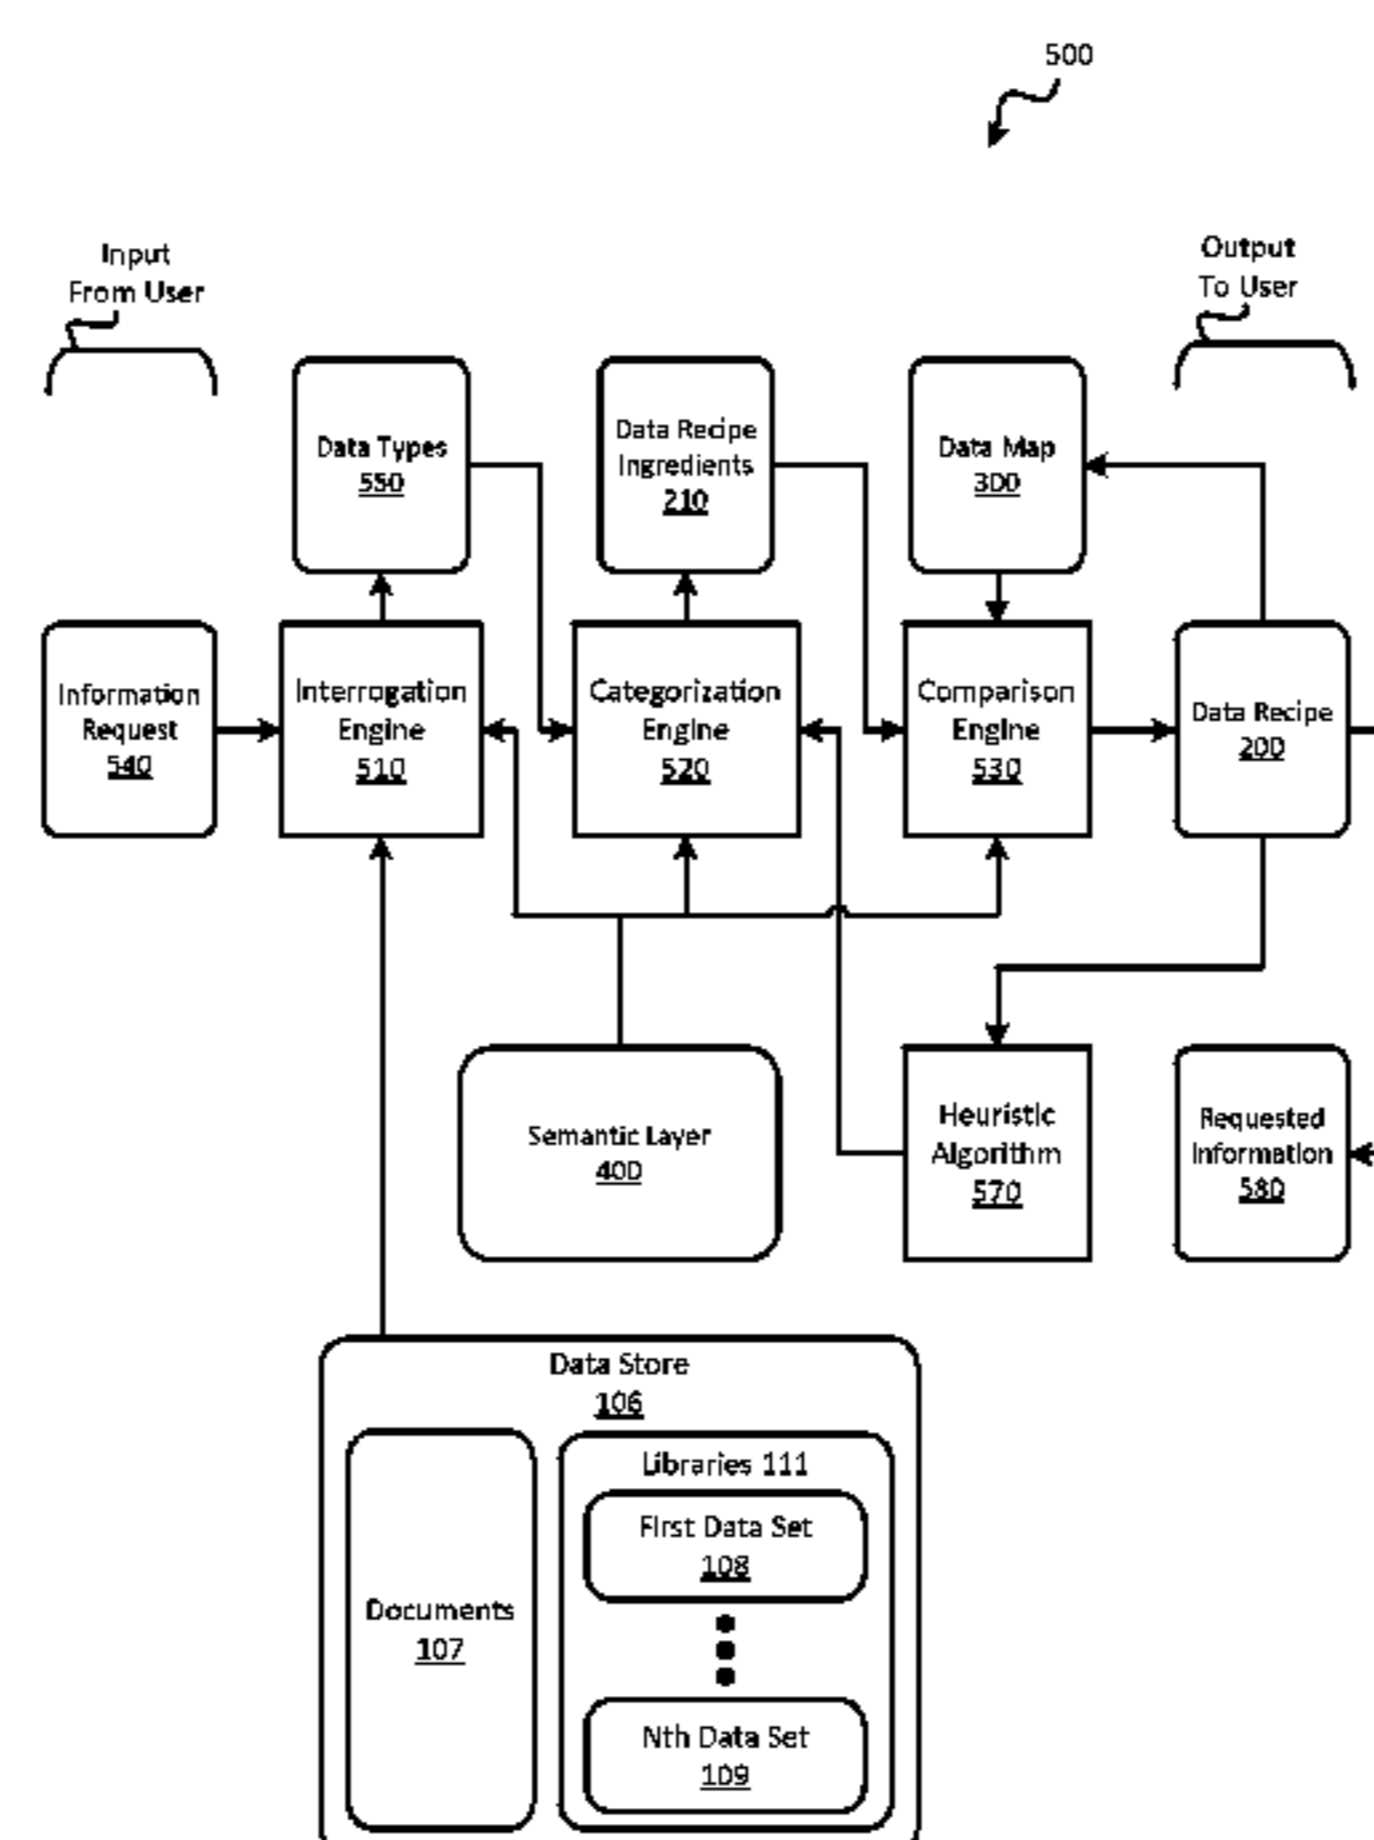 500
Input
From User
Output
To User
Data Types
550
Data Recipe
Ingredients
210
Data Map
300
Information
Request
540
Interrogation
Engine
510
Categorization
Engine
520
Comparison
Engine
530
Data Recipe
200
Semantic Layer
400
Heuristic
Algorithm
570
Requested
Information
580
Data Store
106
Documents
107
Libraries 111
First Data Set
108
Nth Data Set
109